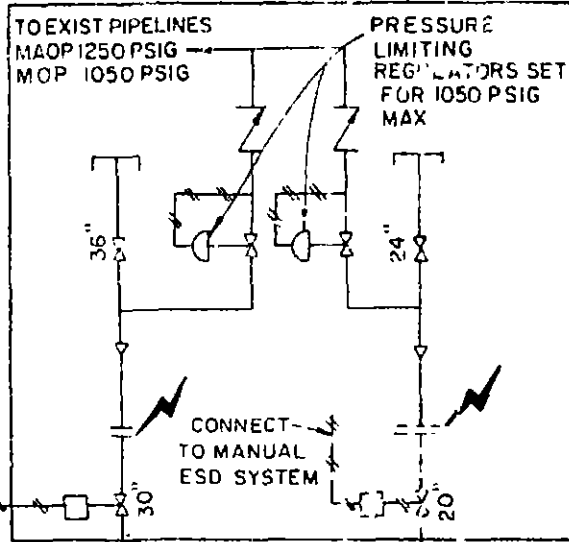 TO EXIST PIPELINES
MAOP 1250 PSIG
MOP 1050 PSIG
PRESSURE
LIMITING
SET
FOR 1050 PSIG
MAX
36"
24"
CONNECT
TO MANUAL
ESD SYSTEM
30"
20"